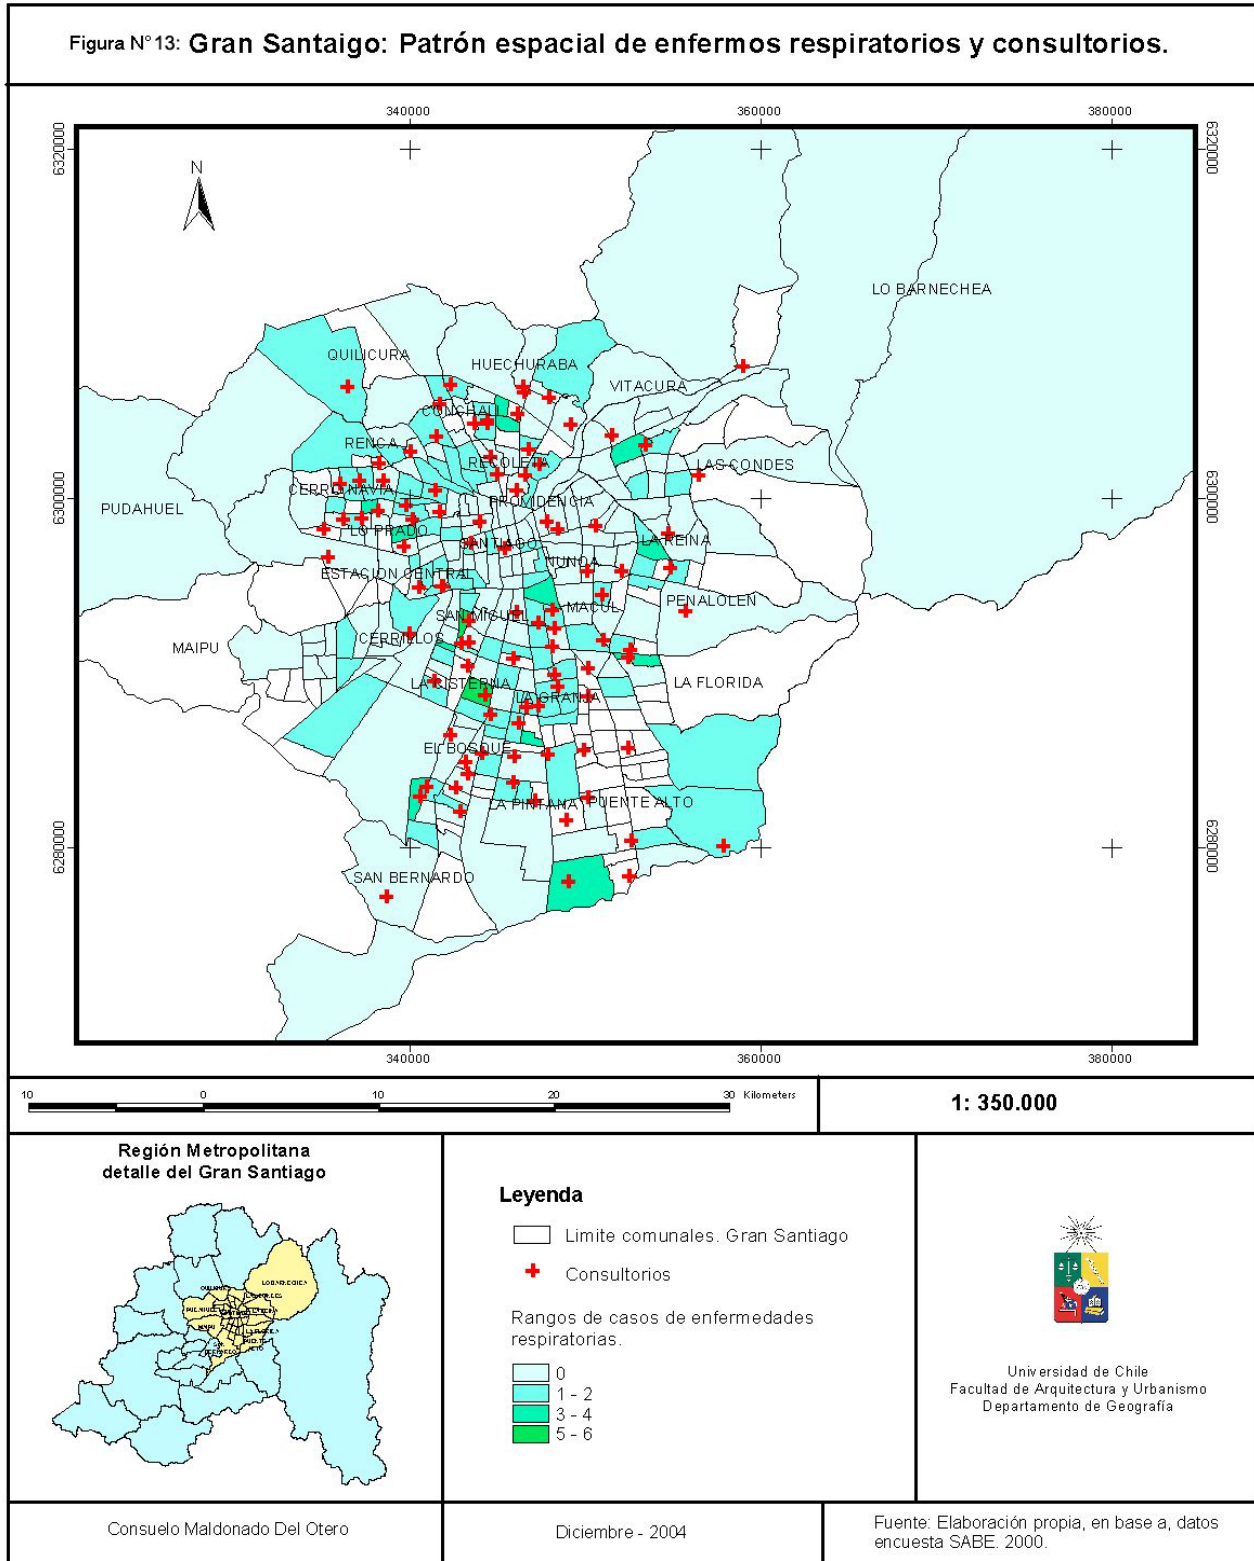 Figura N°13: Gran Santaigo: Patrón espacial de enfermos respiratorios y consultorios.
340000
360000
380000
6320000
6320000
N
LO BARNECHEA
QUILICURA
HUECHURABA
VITACURA
CONCHALI
RENCA
RECOLETA
LAS CONDES
CERRO NAVIA
PUDAHUEL
PROVIDENCIA
6300000
6300000
LO PRADO
SANTIAGO
LA REINA
ÑUÑOA
ESTACION CENTRAL
PEÑALOLEN
MACUL
SAN MIGUEL
CERRILLOS
MAIPU
LA CISTERNA
LA FLORIDA
LA GRANJA
EL BOSQUE
LA PINTANA
PUENTE ALTO
6280000
6280000
SAN BERNARDO
340000
360000
380000
10
0
10
20
30 Kilometers
1: 350.000
Región Metropolitana
detalle del Gran Santiago
Leyenda
Limite comunales. Gran Santiago
Consultorios
Rangos de casos de enfermedades
respiratorias.
0
1 - 2
3 - 4
5 - 6
Universidad de Chile
Facultad de Arquitectura y Urbanismo
Departamento de Geografía
Consuelo Maldonado Del Otero
Diciembre - 2004
Fuente: Elaboración propia, en base a, datos
encuesta SABE. 2000.